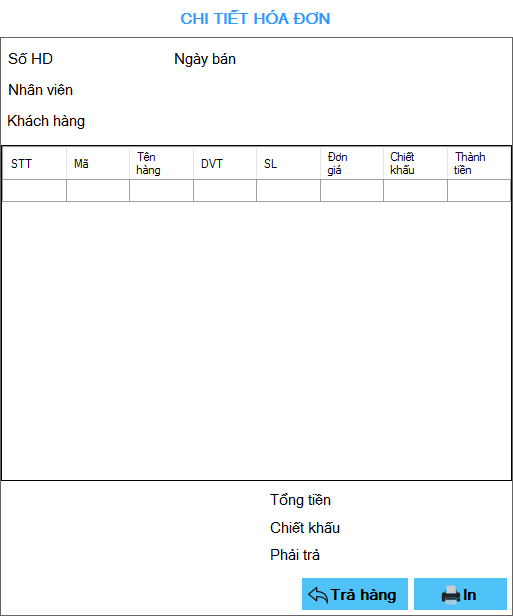 CHI TIẾT HÓA ĐƠN
Số HD Ngày bán
Nhân viên
Khách hàng
STT Mã Tên hàng DVT SL Đơn giá Chiết khấu Thành tiền
Tổng tiền
Chiết khấu
Phải trả
Trả hàng In